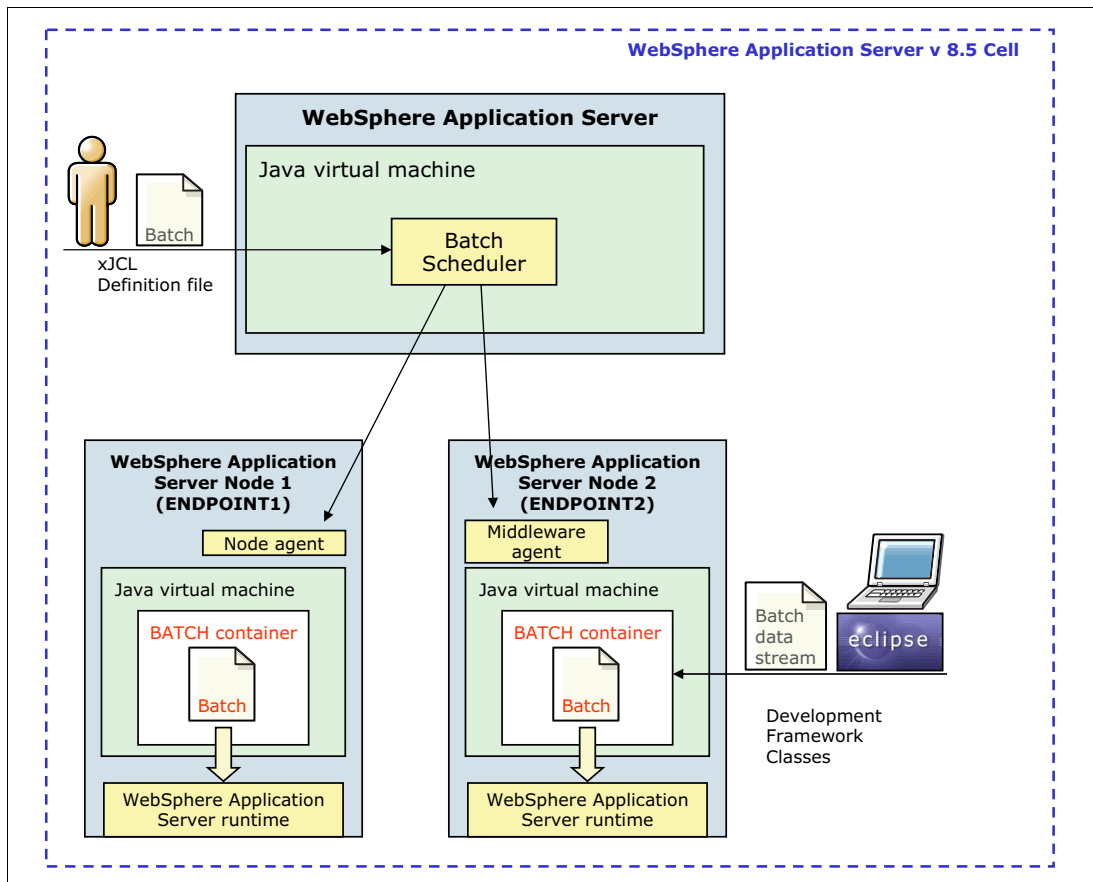 WebSphere Application Server v 8.5 Cell
WebSphere Application Server
Java virtual machine
Batch
Batch
Scheduler
xJCL
Definition file
WebSphere Application
Server Node 1
(ENDPOINT1)
Node agent
Java virtual machine
BATCH container
Batch
WebSphere Application
Server runtime
WebSphere Application
Server Node 2
(ENDPOINT2)
Middleware
agent
Java virtual machine
BATCH container
Batch
WebSphere Application
Server runtime
Batch
data
stream
eclipse
Development
Framework
Classes